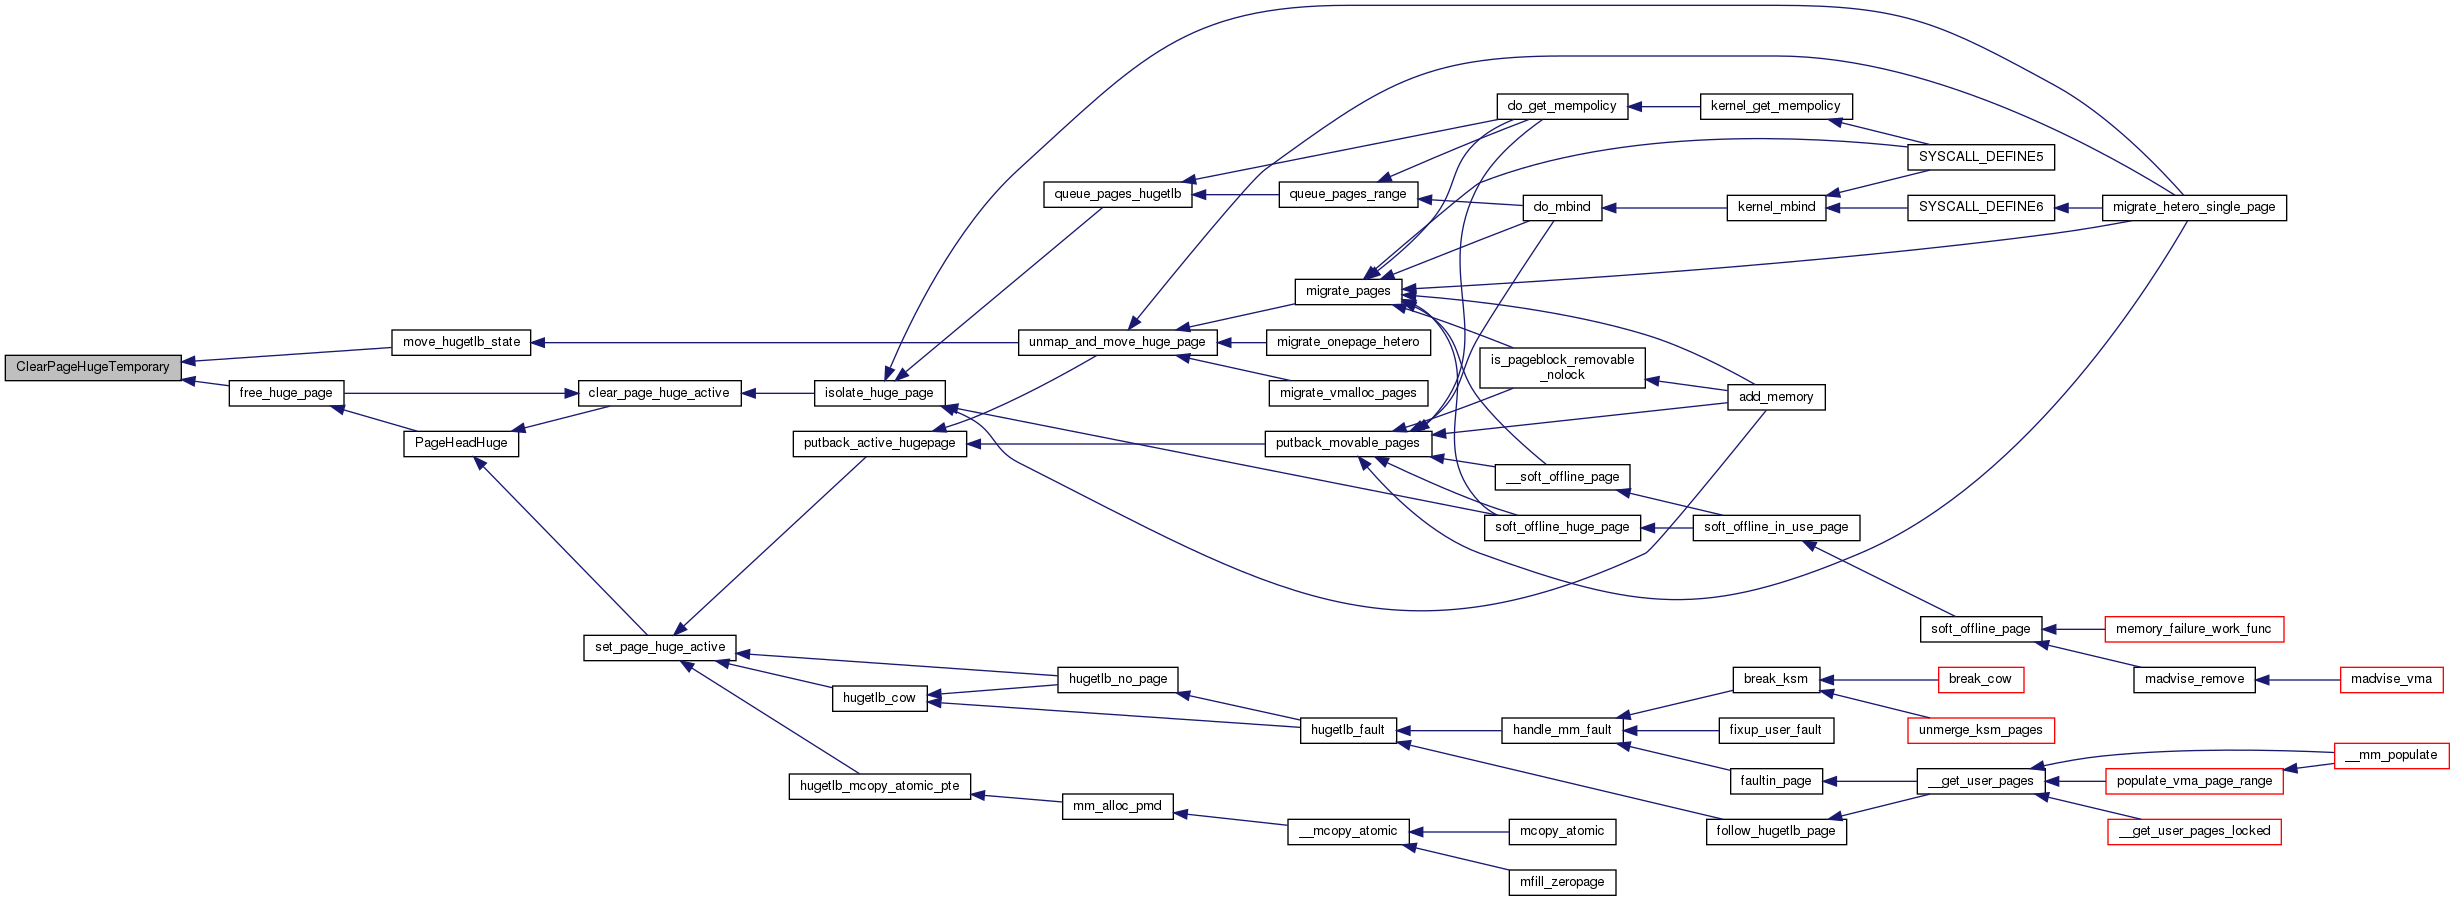 ClearPageHugeTemporary
move_hugetlb_state
free_huge_page
PageHeadHuge
clear_page_huge_active
set_page_huge_active
isolate_huge_page
putback_active_hugepage
hugetlb_cow
hugetlb_mcopy_atomic_pte
queue_pages_hugetlb
unmap_and_move_huge_page
hugetlb_no_page
mm_alloc_pmd
queue_pages_range
migrate_pages
migrate_onepage_hetero
migrate_vmalloc_pages
putback_movable_pages
hugetlb_fault
__mcopy_atomic
do_get_mempolicy
do_mbind
is_pageblock_removable
_nolock
__soft_offline_page
soft_offline_huge_page
handle_mm_fault
mcopy_atomic
mfill_zeropage
kernel_get_mempolicy
kernel_mbind
add_memory
soft_offline_in_use_page
break_ksm
fixup_user_fault
faultin_page
follow_hugetlb_page
SYSCALL_DEFINE5
SYSCALL_DEFINE6
soft_offline_page
break_cow
unmerge_ksm_pages
__get_user_pages
migrate_hetero_single_page
memory_failure_work_func
madvise_remove
populate_vma_page_range
__get_user_pages_locked
madvise_vma
__mm_populate